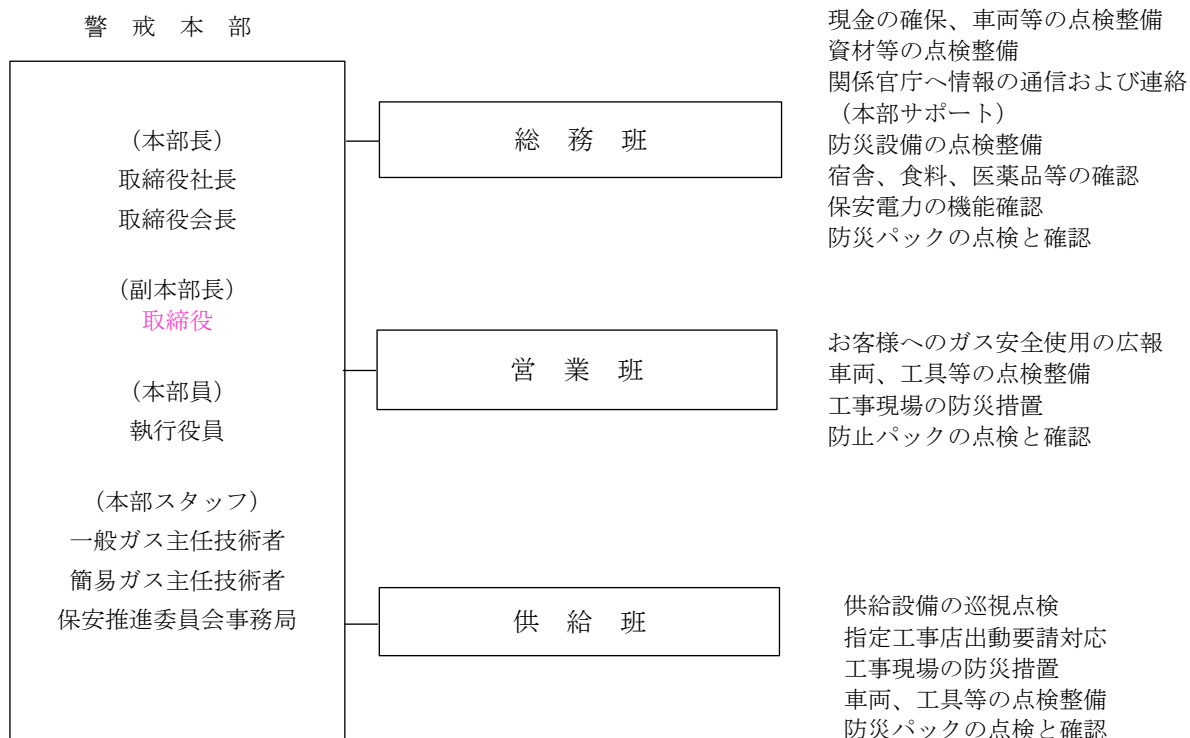 警 戒 本 部
(本部長)
取締役社長
取締役会長
(副本部長)
取締役
(本部員)
執行役員
(本部スタッフ)
一般ガス主任技術者
簡易ガス主任技術者
保安推進委員会事務局
総 務 班
現金の確保、車両等の点検整備
資材等の点検整備
関係官庁へ情報の通信および連絡
(本部サポート)
防災設備の点検整備
宿舎、食料、医薬品等の確認
保安電力の機能確認
防災パックの点検と確認
営 業 班
お客様へのガス安全使用の広報
車両、工具等の点検整備
工事現場の防災措置
防止パックの点検と確認
供 給 班
供給設備の巡視点検
指定工事店出動要請対応
工事現場の防災措置
車両、工具等の点検整備
防災パックの点検と確認